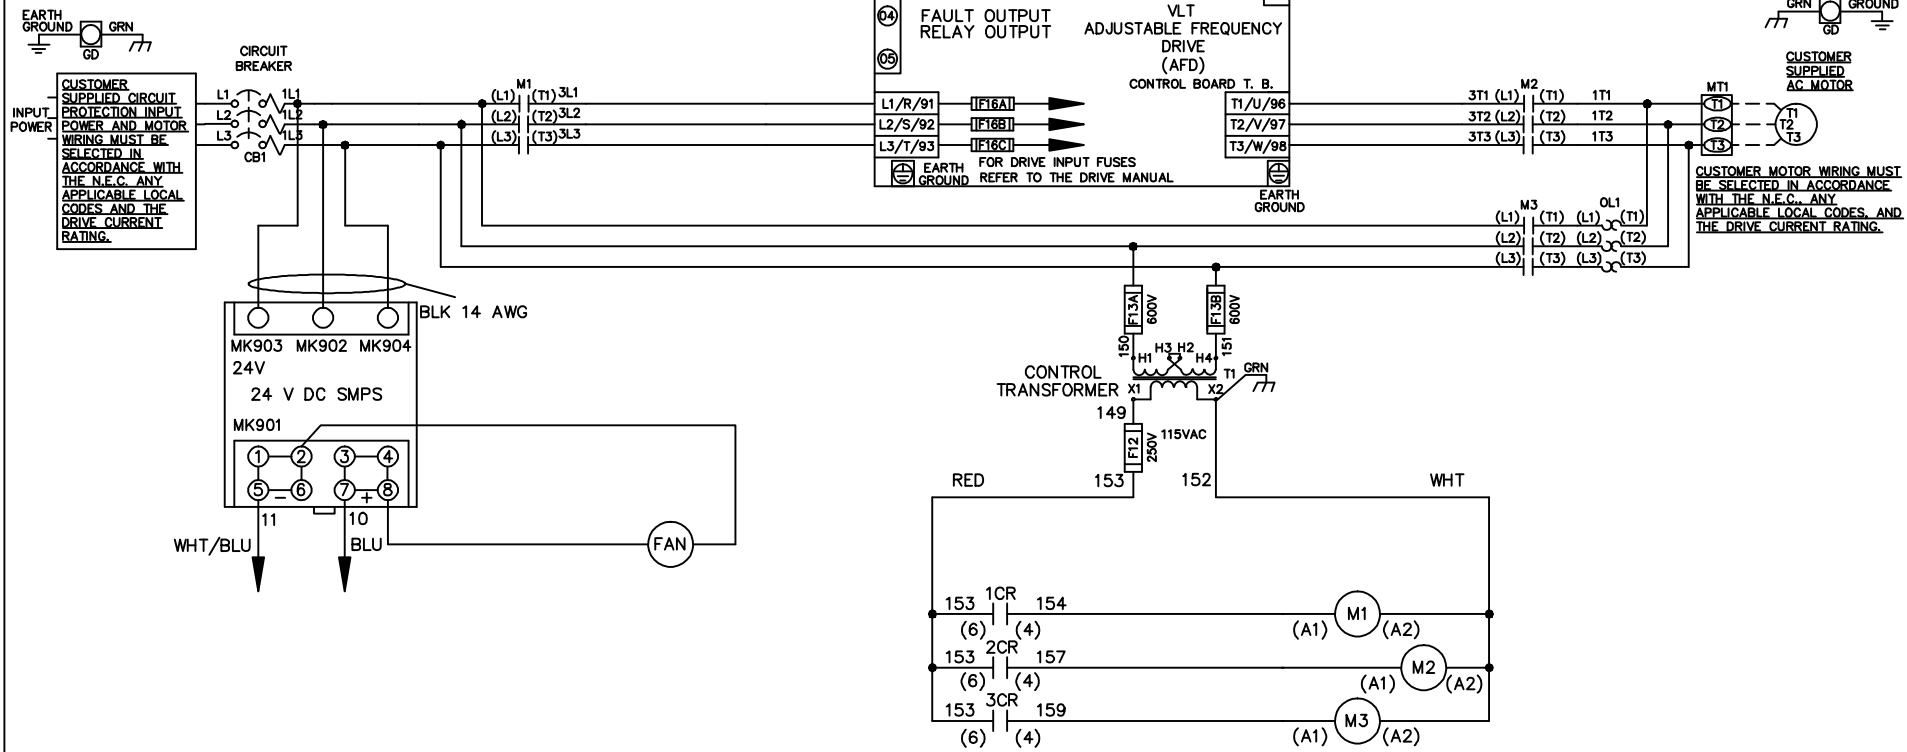 EARTH
GROUND
GRN
GD
CIRCUIT
BREAKER
INPUT
POWER
CUSTOMER
SUPPLIED CIRCUIT
PROTECTION INPUT
POWER AND MOTOR
WIRING MUST BE
SELECTED IN
ACCORDANCE WITH
THE N.E.C. ANY
APPLICABLE LOCAL
CODES AND THE
DRIVE CURRENT
RATING.
L1 1L1
L2 1L2
L3 1L3
CB1
M1
(L1) (T1) 3L1
(L2) (T2) 3L2
(L3) (T3) 3L3
04
05
FAULT OUTPUT
RELAY OUTPUT
VLT
ADJUSTABLE FREQUENCY
DRIVE
(AFD)
CONTROL BOARD T. B.
L1/R/91 F16A T1/U/96
L2/S/92 F16B T2/V/97
L3/T/93 F16C T3/W/98
EARTH
GROUND
FOR DRIVE INPUT FUSES
REFER TO THE DRIVE MANUAL
EARTH
GROUND
M2
3T1 (L1) (T1) 1T1
3T2 (L2) (T2) 1T2
3T3 (L3) (T3) 1T3
GRN
GROUND
GD
CUSTOMER
SUPPLIED
AC MOTOR
MT1
T1
T2
T3
T1
T2
T3
CUSTOMER MOTOR WIRING MUST
BE SELECTED IN ACCORDANCE
WITH THE N.E.C., ANY
APPLICABLE LOCAL CODES, AND
THE DRIVE CURRENT RATING.
M3 OL1
(L1) (T1) (L1) (T1)
(L2) (T2) (L2) (T2)
(L3) (T3) (L3) (T3)
BLK 14 AWG
MK903 MK902 MK904
24V
24 V DC SMPS
MK901
1 2 3 4
5 - 6 7 + 8
11 10
WHT/BLU BLU
FAN
F13A
600V
F13B
600V
150
151
H1 H3 H2 H4
CONTROL
TRANSFORMER
X1 X2
T1
GRN
149
F12
250V
115VAC
RED 153 152 WHT
1CR
153 154
(6) (4)
M1
(A1) (A2)
2CR
153 157
(6) (4)
M2
(A1) (A2)
3CR
153 159
(6) (4)
M3
(A1) (A2)